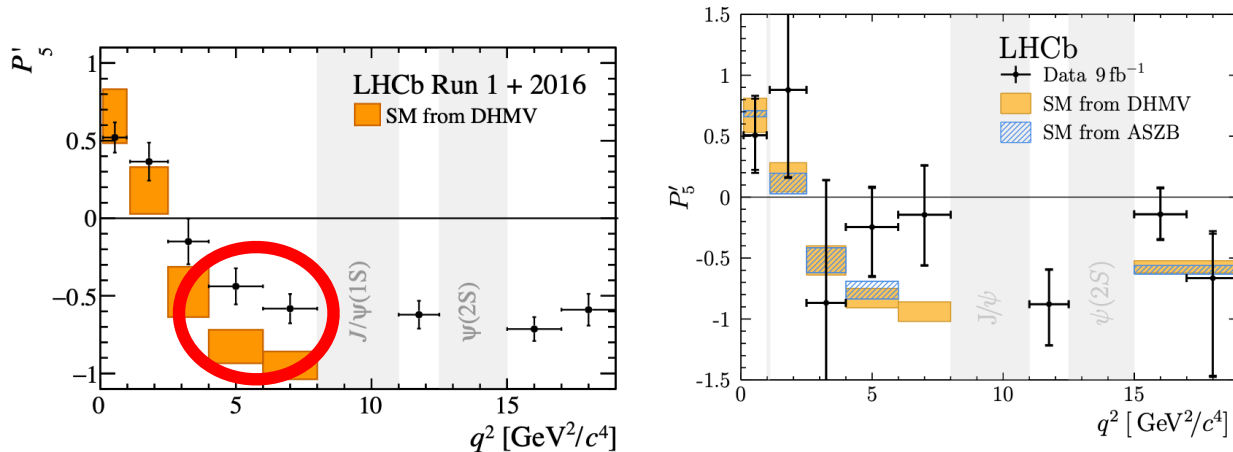 P'5
1
0.5
0
−0.5
−1
LHCb Run 1 + 2016
SM from DHMV
J/ψ(1S)
ψ(2S)
0 5 10 15
q² [GeV²/c⁴]
P'5
1.5
1
0.5
0
-0.5
-1
-1.5
LHCb
Data 9 fb⁻¹
SM from DHMV
SM from ASZB
J/ψ
ψ(2S)
0 5 10 15
q² [GeV²/c⁴]